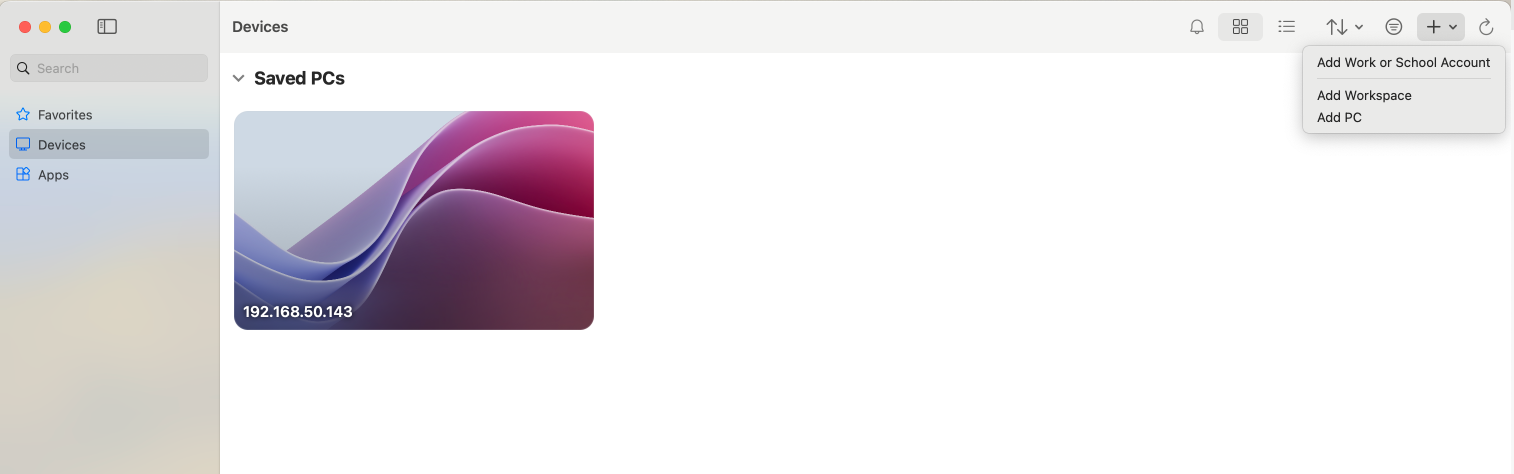 Devices
Search
Favorites
Devices
Apps
Saved PCs
192.168.50.143
Add Work or School Account
Add Workspace
Add PC